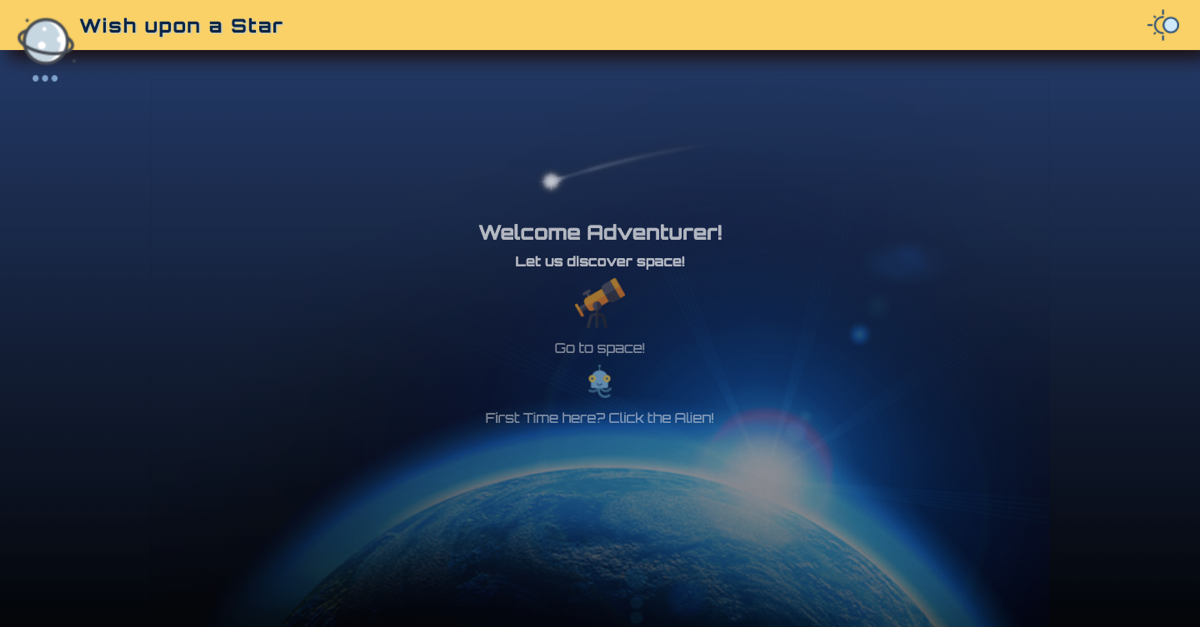 Wish upon a Star
Welcome Adventurer!
Let us discover space!
Go to space!
First Time here? Click the Alien!